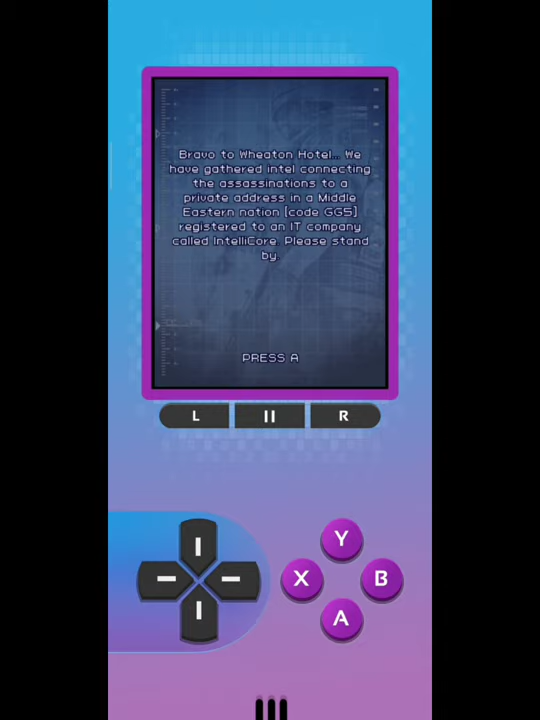 Bravo to Wheaton Hotel... We
have gathered intel connecting
the assassinations to a
private address in a Middle
Eastern nation [code GG5]
registered to an IT company
called IntelliCore. Please stand
by.
PRESS A
L
R
Y
X
B
A